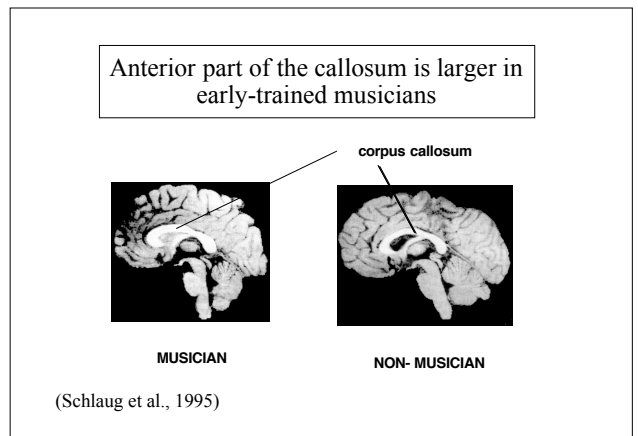 Anterior part of the callosum is larger in
early-trained musicians
corpus callosum
MUSICIAN
NON- MUSICIAN
(Schlaug et al., 1995)